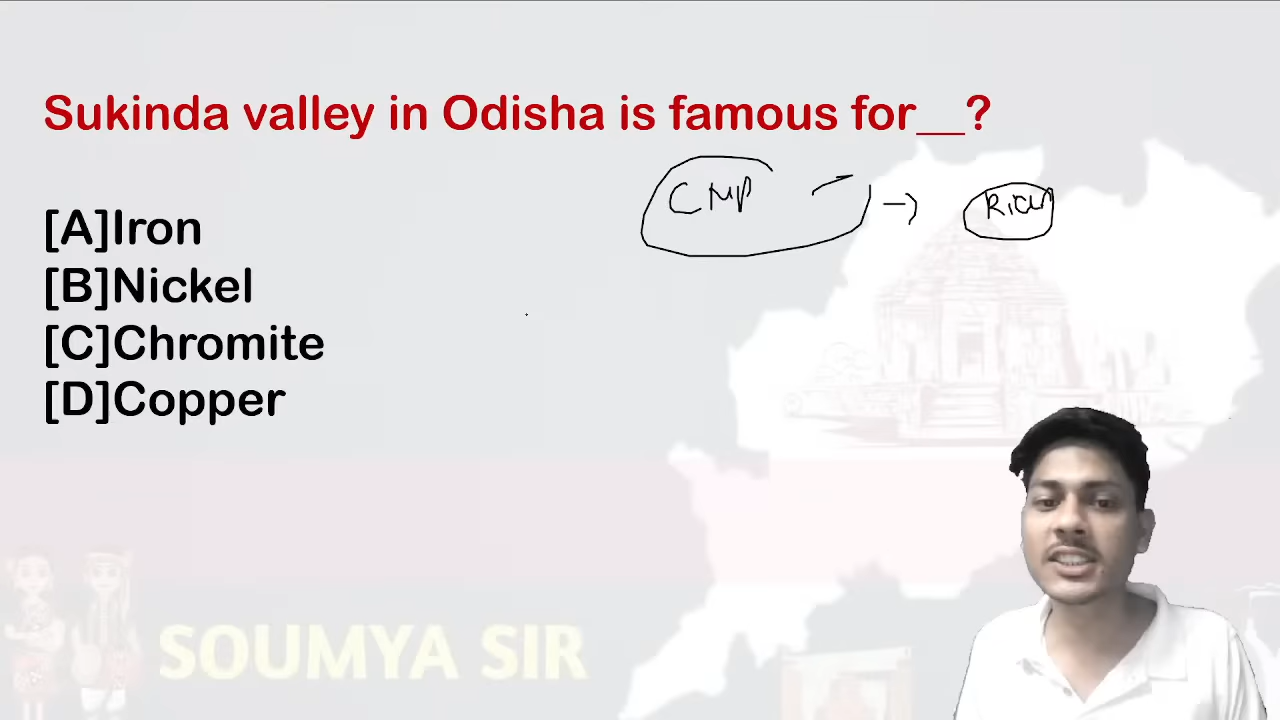 Sukinda valley in Odisha is famous for__?
CMP → Rich
[A]Iron
[B]Nickel
[C]Chromite
[D]Copper
SOUMYA SIR